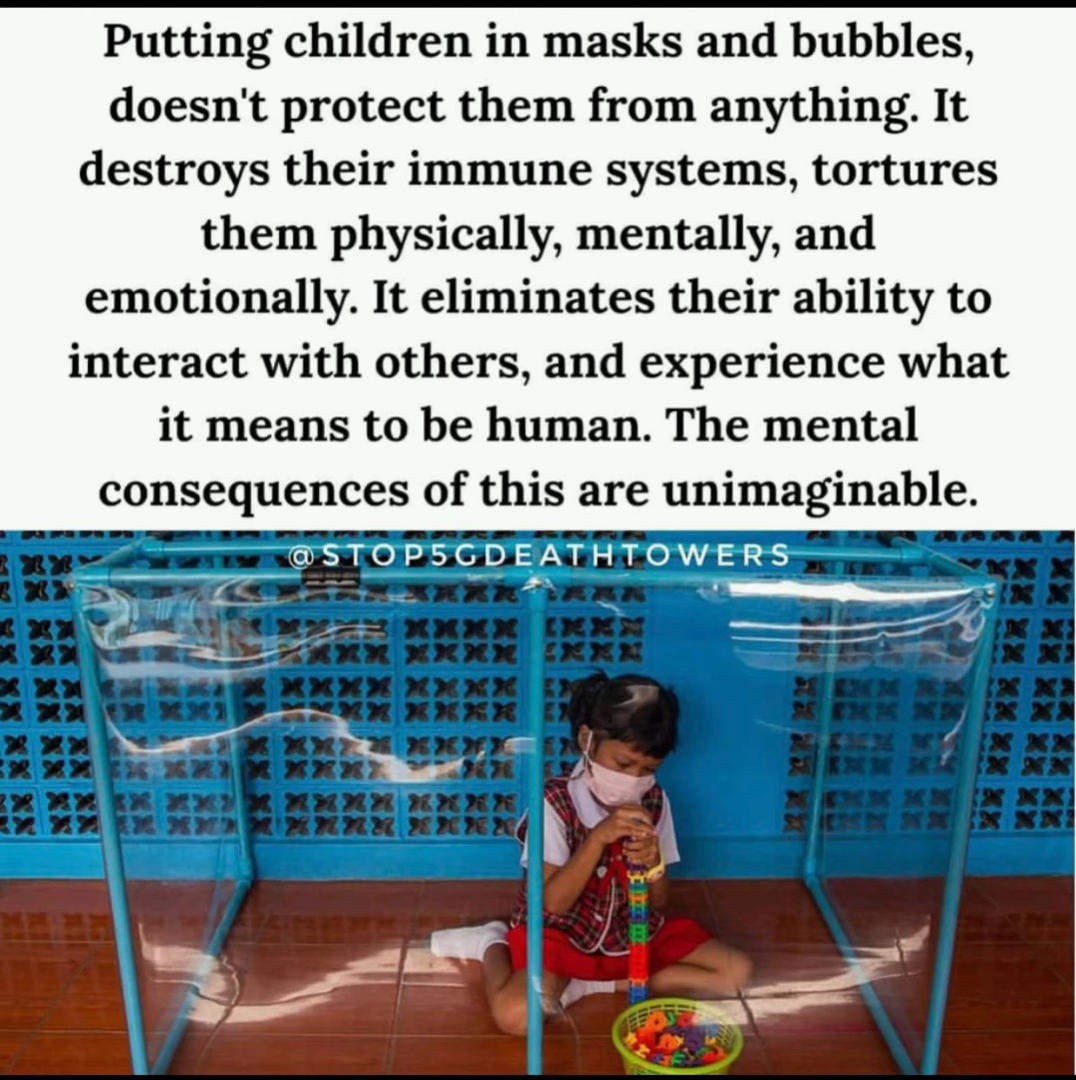 Putting children in masks and bubbles,
doesn't protect them from anything. It
destroys their immune systems, tortures
them physically, mentally, and
emotionally. It eliminates their ability to
interact with others, and experience what
it means to be human. The mental
consequences of this are unimaginable.
@STOP5GDEATHTOWERS